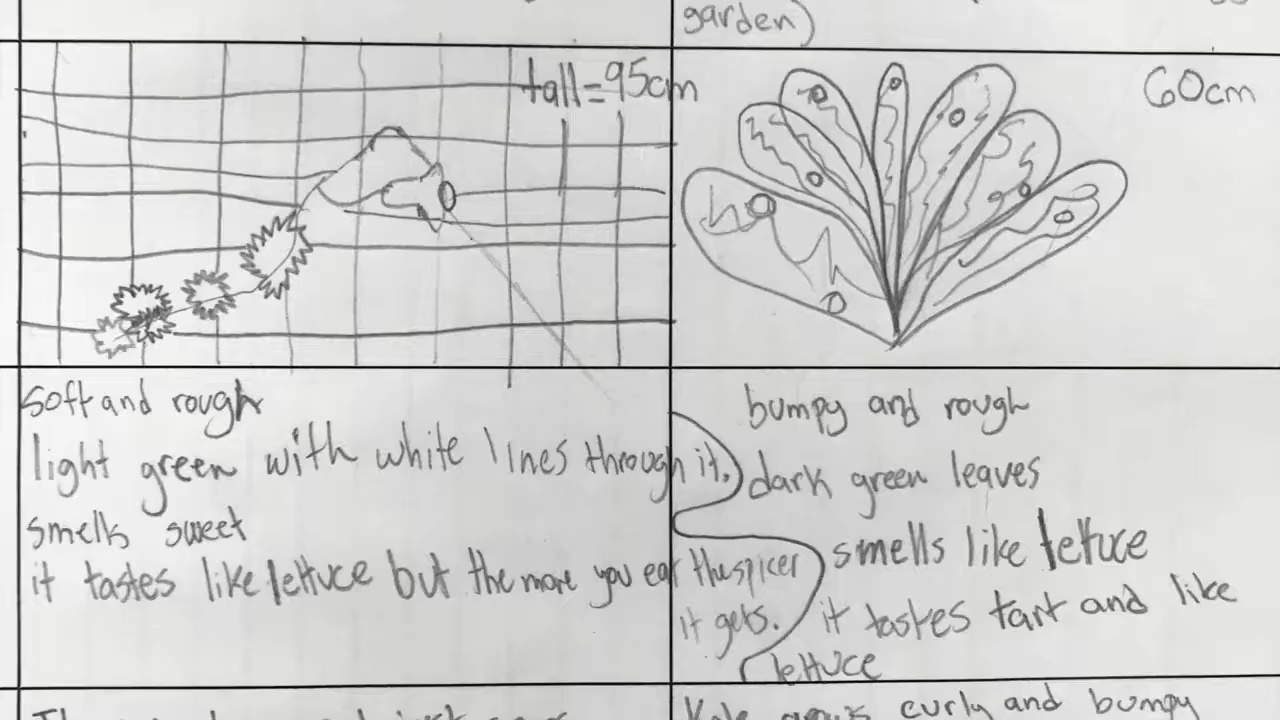 garden)
tall=95cm
60cm
soft and rough
light green with white lines through it.
smells sweet
it tastes like lettuce but the more you eat the spicer
it gets.
bumpy and rough
dark green leaves
smells like lettuce
it tastes tart and like
lettuce
curly and bumpy